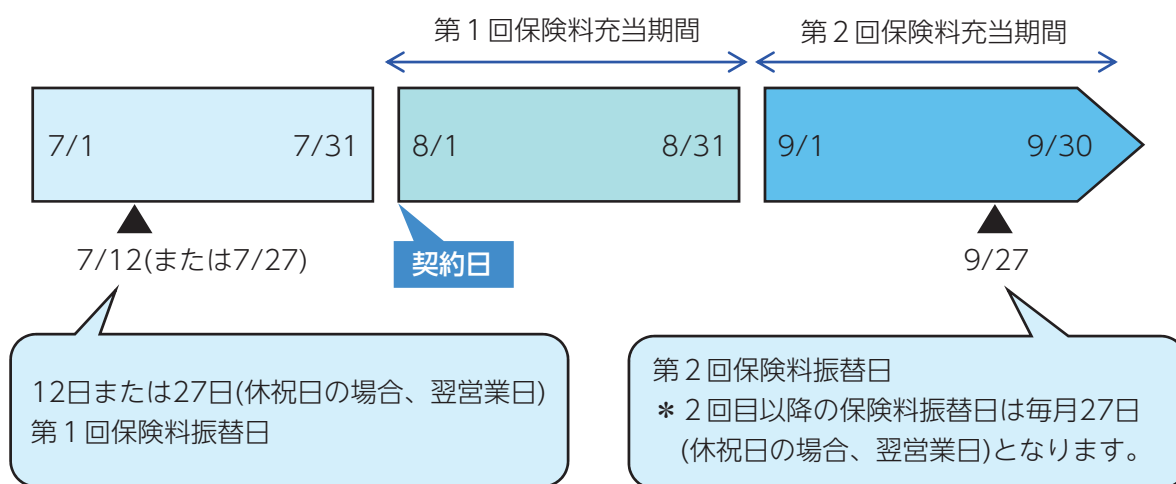 第１回保険料充当期間
第２回保険料充当期間
7/1
7/31
8/1
8/31
9/1
9/30
7/12(または7/27)
契約日
9/27
12日または27日(休祝日の場合、翌営業日)
第１回保険料振替日
第２回保険料振替日
＊２回目以降の保険料振替日は毎月27日
(休祝日の場合、翌営業日)となります。